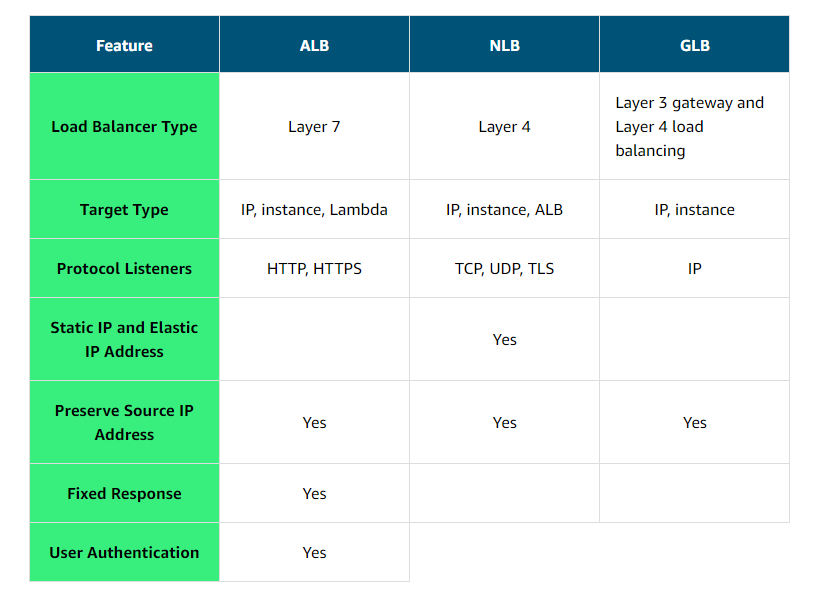 Feature ALB NLB GLB
Load Balancer Type Layer 7 Layer 4 Layer 3 gateway and
Layer 4 load
balancing
Target Type IP, instance, Lambda IP, instance, ALB IP, instance
Protocol Listeners HTTP, HTTPS TCP, UDP, TLS IP
Static IP and Elastic
IP Address Yes
Preserve Source IP
Address Yes Yes Yes
Fixed Response Yes
User Authentication Yes